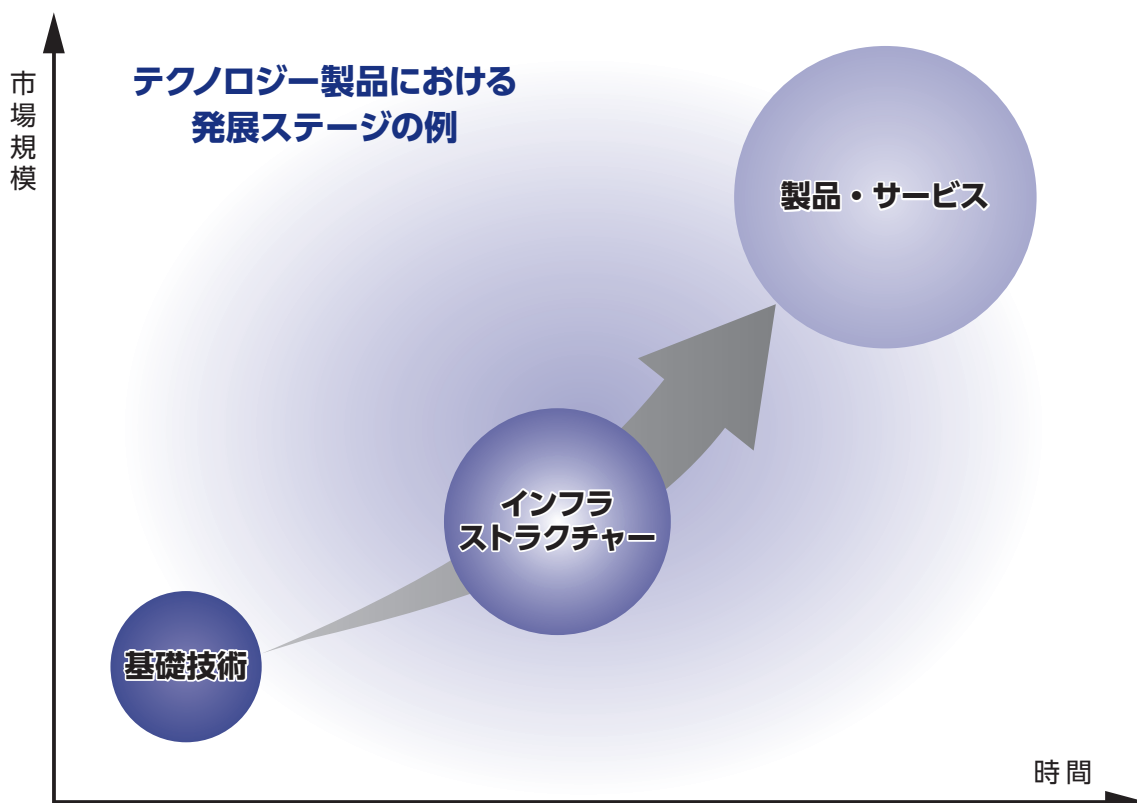 市場規模
テクノロジー製品における
発展ステージの例
製品・サービス
インフラ
ストラクチャー
基礎技術
時間